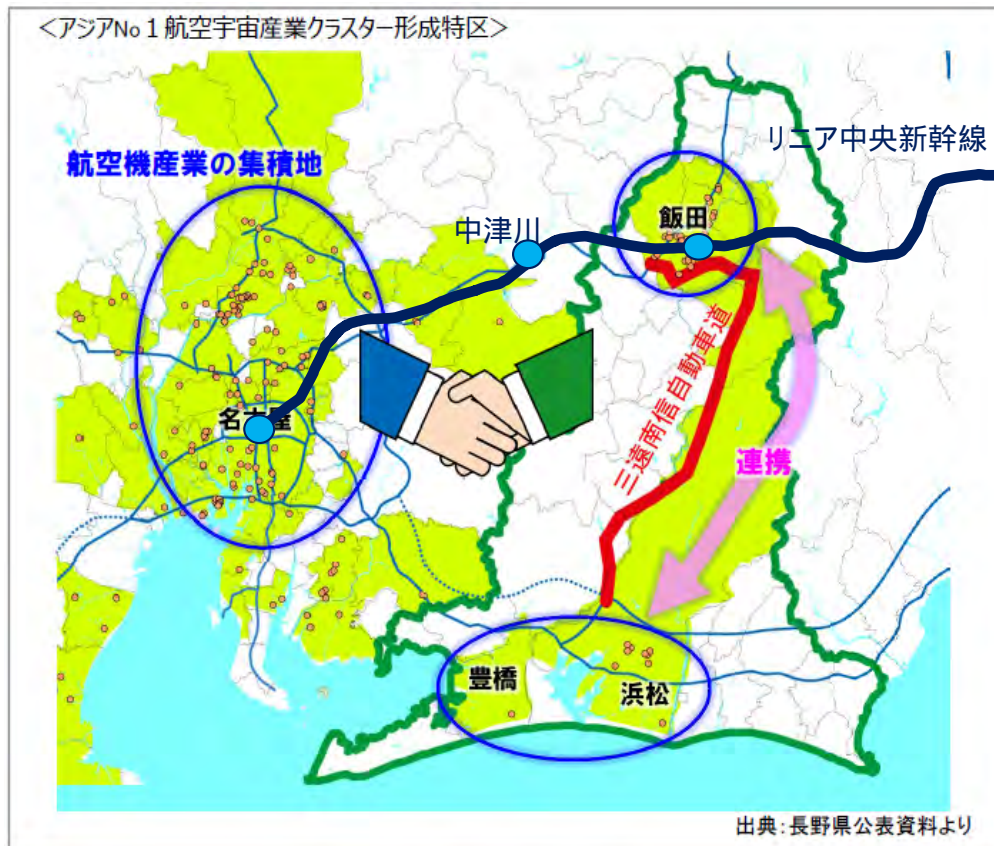 <アジアNo１航空宇宙産業クラスター形成特区>
リニア中央新幹線
航空機産業の集積地
飯田
中津川
三遠南信自動車道
名古屋
連携
豊橋
浜松
出典:長野県公表資料より